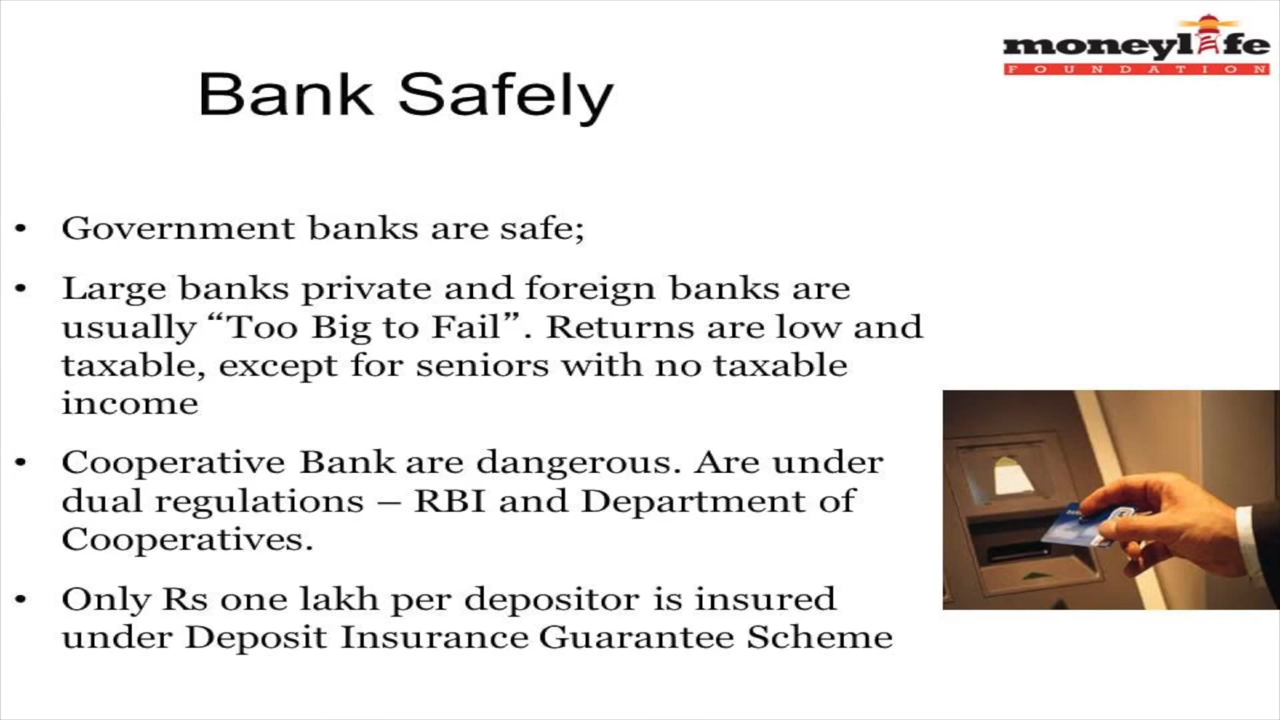 moneylife
FOUNDATION
Bank Safely
• Government banks are safe;
• Large banks private and foreign banks are
usually “Too Big to Fail”. Returns are low and
taxable, except for seniors with no taxable
income
• Cooperative Bank are dangerous. Are under
dual regulations – RBI and Department of
Cooperatives.
• Only Rs one lakh per depositor is insured
under Deposit Insurance Guarantee Scheme